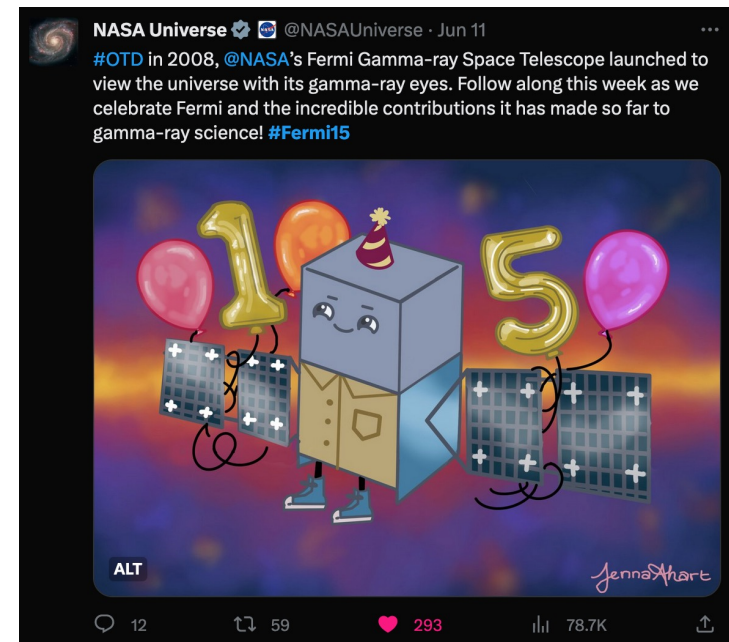 NASA Universe @NASAUniverse · Jun 11
#OTD in 2008, @NASA's Fermi Gamma-ray Space Telescope launched to
view the universe with its gamma-ray eyes. Follow along this week as we
celebrate Fermi and the incredible contributions it has made so far to
gamma-ray science! #Fermi15
1 5
ALT
JennaAhart
12 59 293 78.7K